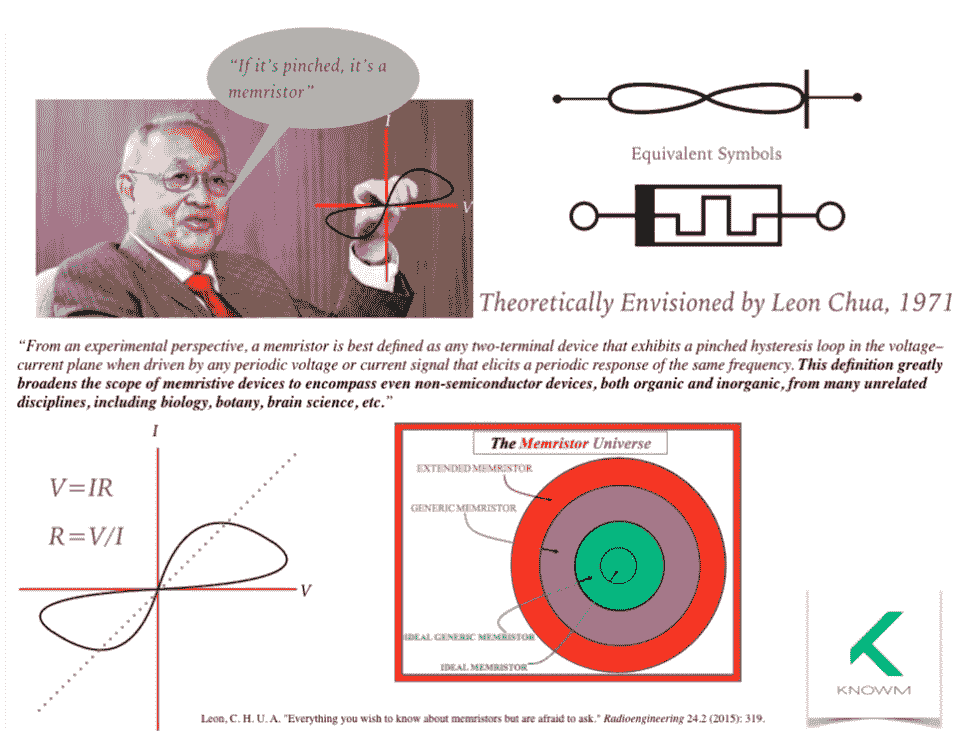 “If it’s pinched, it’s a
memristor”
I
V
Equivalent Symbols
Theoretically Envisioned by Leon Chua, 1971
“From an experimental perspective, a memristor is best defined as any two-terminal device that exhibits a pinched hysteresis loop in the voltage–
current plane when driven by any periodic voltage or current signal that elicits a periodic response of the same frequency. This definition greatly
broadens the scope of memristive devices to encompass even non-semiconductor devices, both organic and inorganic, from many unrelated
disciplines, including biology, botany, brain science, etc.”
I
V=IR
R=V/I
V
The Memristor Universe
EXTENDED MEMRISTOR
GENERIC MEMRISTOR
IDEAL GENERIC MEMRISTOR
IDEAL MEMRISTOR
KNOWM
Leon, C. H. U. A. "Everything you wish to know about memristors but are afraid to ask." Radioengineering 24.2 (2015): 319.